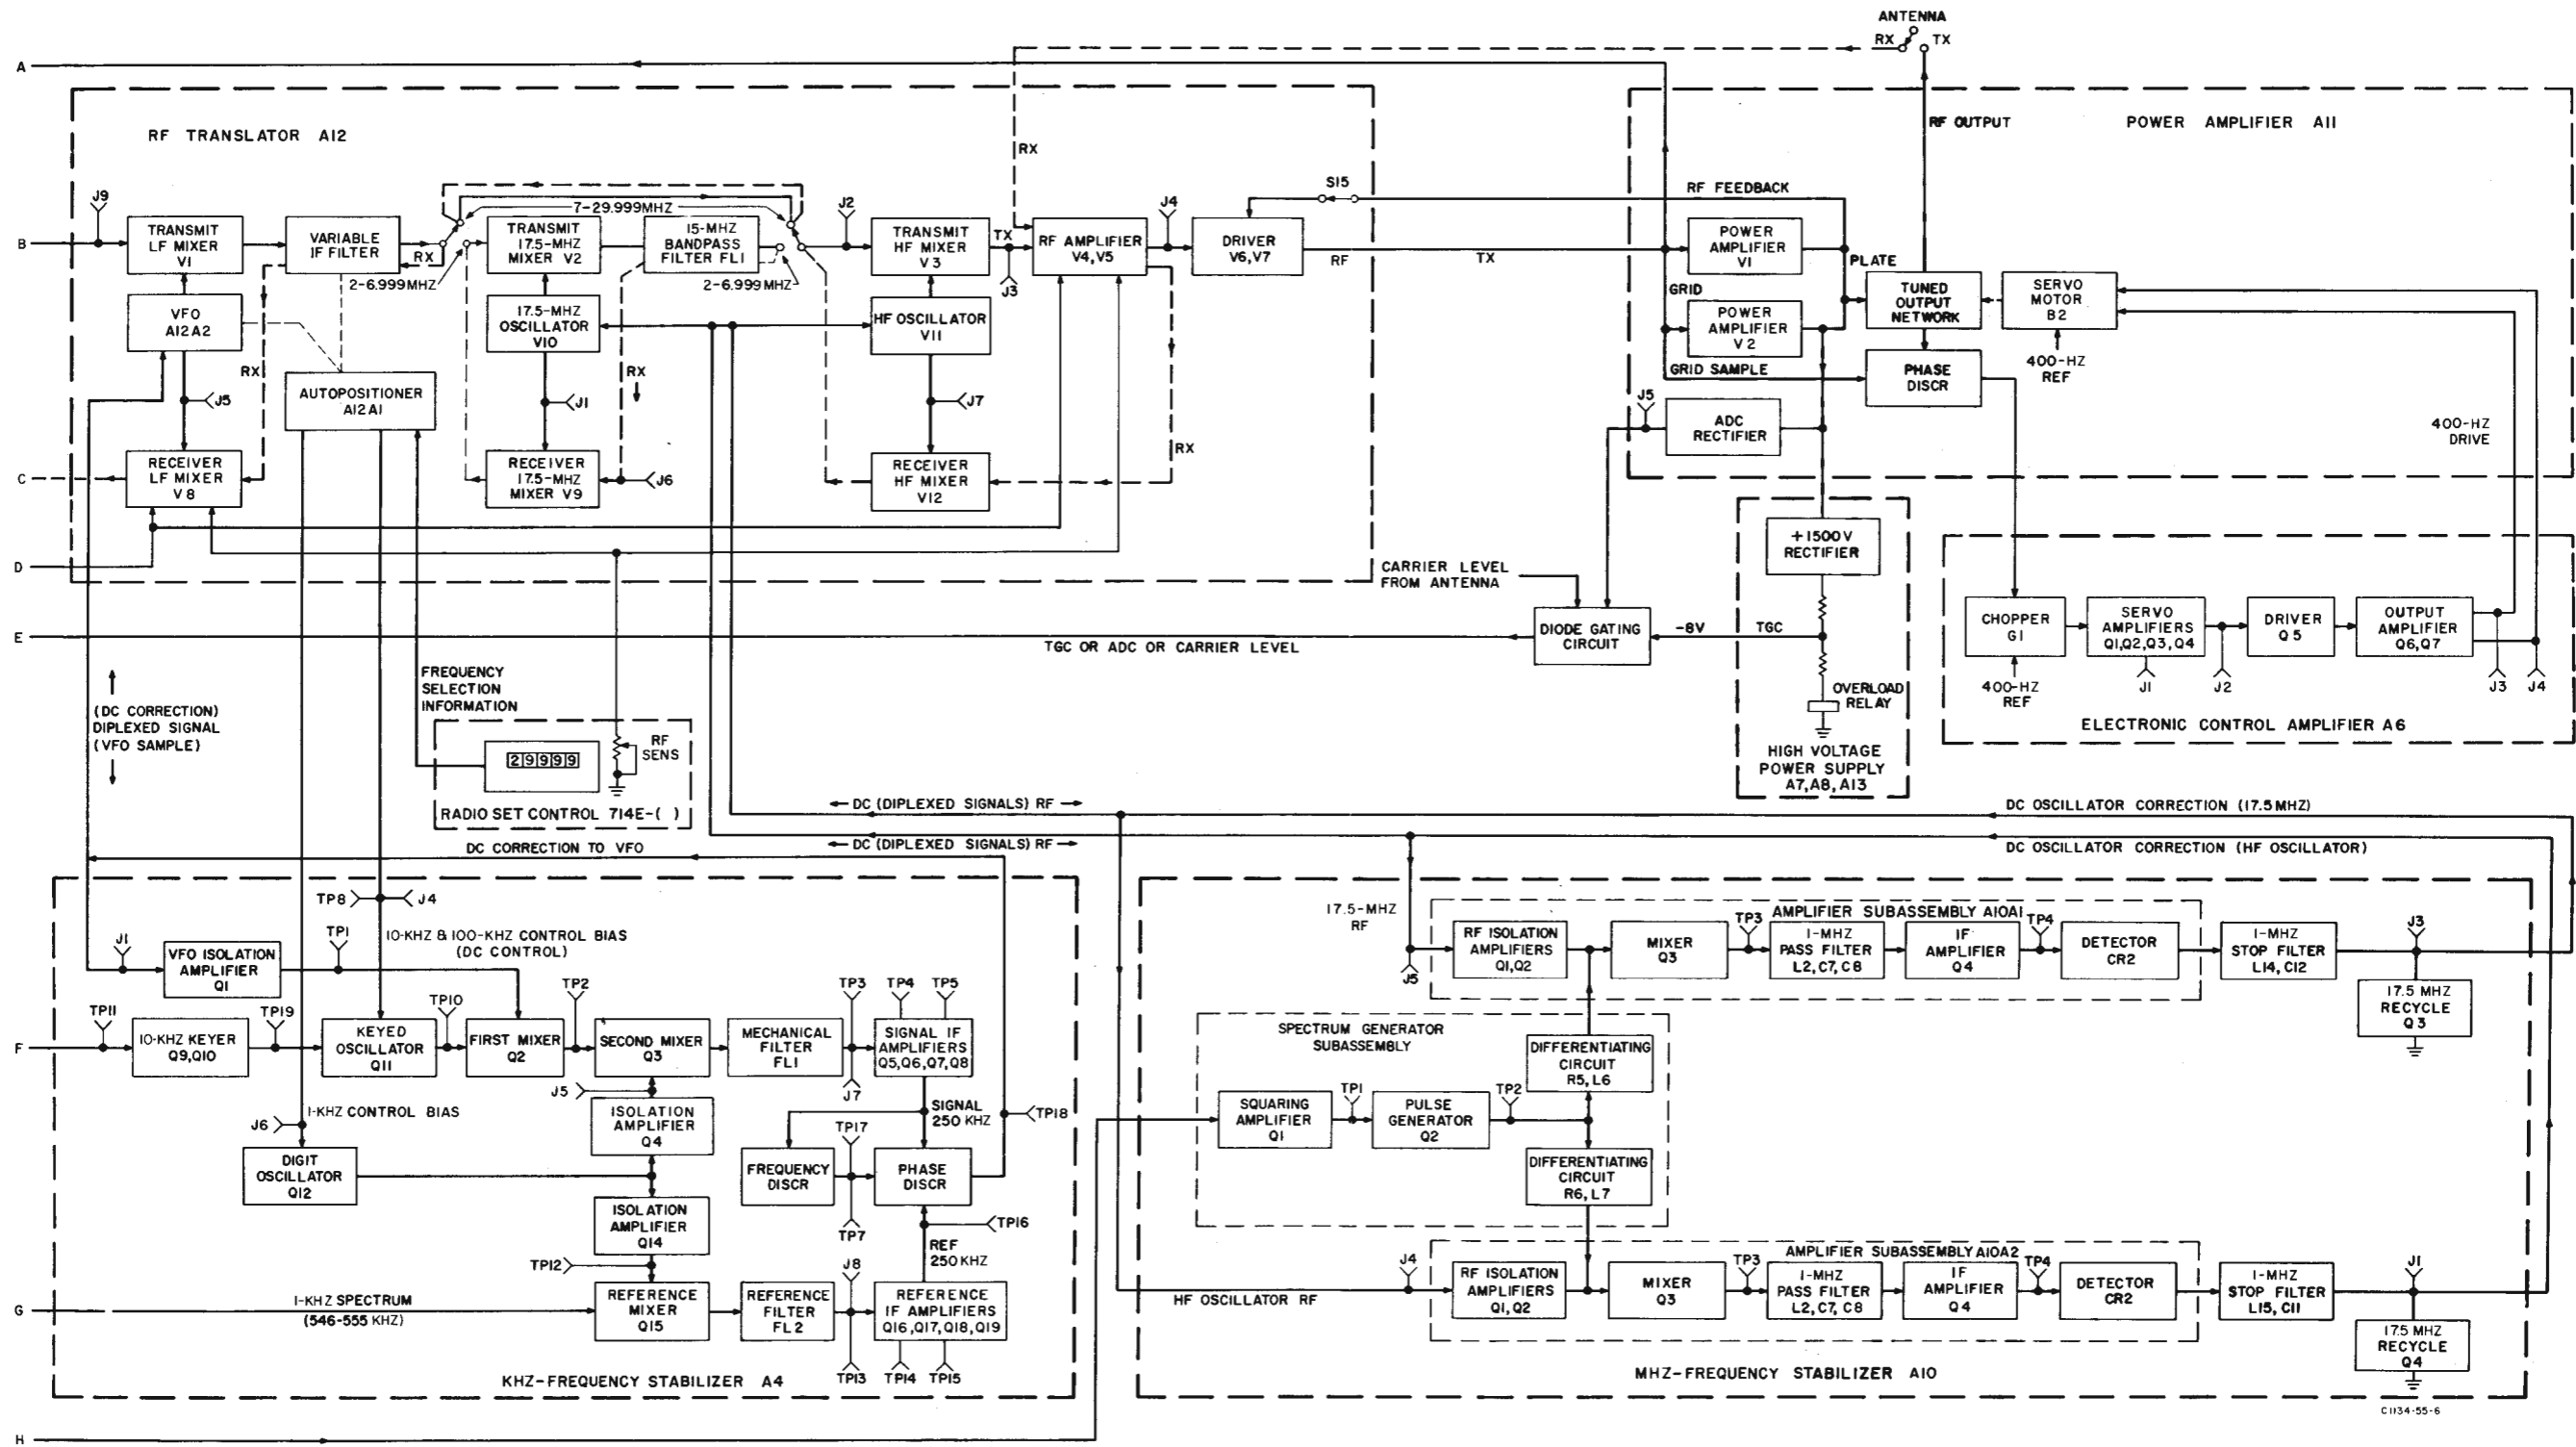 ANTENNA
RX
TX
A
RF TRANSLATOR A12
RX
RF OUTPUT
POWER AMPLIFIER A11
J9
B
TRANSMIT
LF MIXER
V1
VARIABLE
IF FILTER
RX
7-29.999MHZ
TRANSMIT
17.5-MHZ
MIXER V2
15-MHZ
BANDPASS
FILTER FL1
2-6.999MHZ
2-6.999MHZ
J2
TRANSMIT
HF MIXER
V3
TX
J3
RF AMPLIFIER
V4,V5
J4
DRIVER
V6,V7
S15
RF
TX
RF FEEDBACK
POWER
AMPLIFIER
V1
PLATE
GRID
POWER
AMPLIFIER
V2
GRID SAMPLE
TUNED
OUTPUT
NETWORK
SERVO
MOTOR
B2
400-HZ
REF
PHASE
DISCR
VFO
A12A2
17.5-MHZ
OSCILLATOR
V10
HF OSCILLATOR
V11
RX
RX
AUTOPOSITIONER
A12A1
J5
J1
J7
J5
ADC
RECTIFIER
400-HZ
DRIVE
RX
C
RECEIVER
LF MIXER
V8
RECEIVER
17.5-MHZ
MIXER V9
J6
RECEIVER
HF MIXER
V12
+1500V
RECTIFIER
D
CARRIER LEVEL
FROM ANTENNA
E
TGC OR ADC OR CARRIER LEVEL
DIODE GATING
CIRCUIT
-8V
TGC
OVERLOAD
RELAY
HIGH VOLTAGE
POWER SUPPLY
A7,A8,A13
CHOPPER
G1
400-HZ
REF
SERVO
AMPLIFIERS
Q1,Q2,Q3,Q4
J1
J2
DRIVER
Q5
OUTPUT
AMPLIFIER
Q6,Q7
J3
J4
ELECTRONIC CONTROL AMPLIFIER A6
(DC CORRECTION)
DIPLEXED SIGNAL
(VFO SAMPLE)
FREQUENCY
SELECTION
INFORMATION
29999
RF
SENS
RADIO SET CONTROL 714E-( )
DC (DIPLEXED SIGNALS) RF
DC OSCILLATOR CORRECTION (17.5MHZ)
DC CORRECTION TO VFO
DC (DIPLEXED SIGNALS) RF
DC OSCILLATOR CORRECTION (HF OSCILLATOR)
TP8
J4
J1
VFO ISOLATION
AMPLIFIER
Q1
TP1
10-KHZ & 100-KHZ CONTROL BIAS
(DC CONTROL)
TP11
F
10-KHZ KEYER
Q9,Q10
TP19
KEYED
OSCILLATOR
Q11
TP10
FIRST MIXER
Q2
TP2
SECOND MIXER
Q3
MECHANICAL
FILTER
FL1
TP3
J7
TP4
TP5
SIGNAL IF
AMPLIFIERS
Q5,Q6,Q7,Q8
J5
ISOLATION
AMPLIFIER
Q4
SIGNAL
250 KHZ
TP18
J6
1-KHZ CONTROL BIAS
DIGIT
OSCILLATOR
Q12
TP17
FREQUENCY
DISCR
TP7
PHASE
DISCR
TP16
ISOLATION
AMPLIFIER
Q14
TP12
REF
250 KHZ
G
1-KHZ SPECTRUM
(546-555 KHZ)
REFERENCE
MIXER
Q15
REFERENCE
FILTER
FL2
J8
TP13
REFERENCE
IF AMPLIFIERS
Q16,Q17,Q18,Q19
TP14
TP15
KHZ-FREQUENCY STABILIZER A4
H
17.5-MHZ
RF
J5
AMPLIFIER SUBASSEMBLY A10A1
RF ISOLATION
AMPLIFIERS
Q1,Q2
MIXER
Q3
TP3
1-MHZ
PASS FILTER
L2, C7, C8
IF
AMPLIFIER
Q4
TP4
DETECTOR
CR2
1-MHZ
STOP FILTER
L14, C12
J3
17.5 MHZ
RECYCLE
Q3
SPECTRUM GENERATOR
SUBASSEMBLY
DIFFERENTIATING
CIRCUIT
R5, L6
SQUARING
AMPLIFIER
Q1
TP1
PULSE
GENERATOR
Q2
TP2
DIFFERENTIATING
CIRCUIT
R6, L7
HF OSCILLATOR RF
J4
AMPLIFIER SUBASSEMBLY A10A2
RF ISOLATION
AMPLIFIERS
Q1, Q2
MIXER
Q3
TP3
1-MHZ
PASS FILTER
L2, C7, C8
IF
AMPLIFIER
Q4
TP4
DETECTOR
CR2
1-MHZ
STOP FILTER
L15, C11
J1
17.5 MHZ
RECYCLE
Q4
MHZ-FREQUENCY STABILIZER A10
C1134-55-6